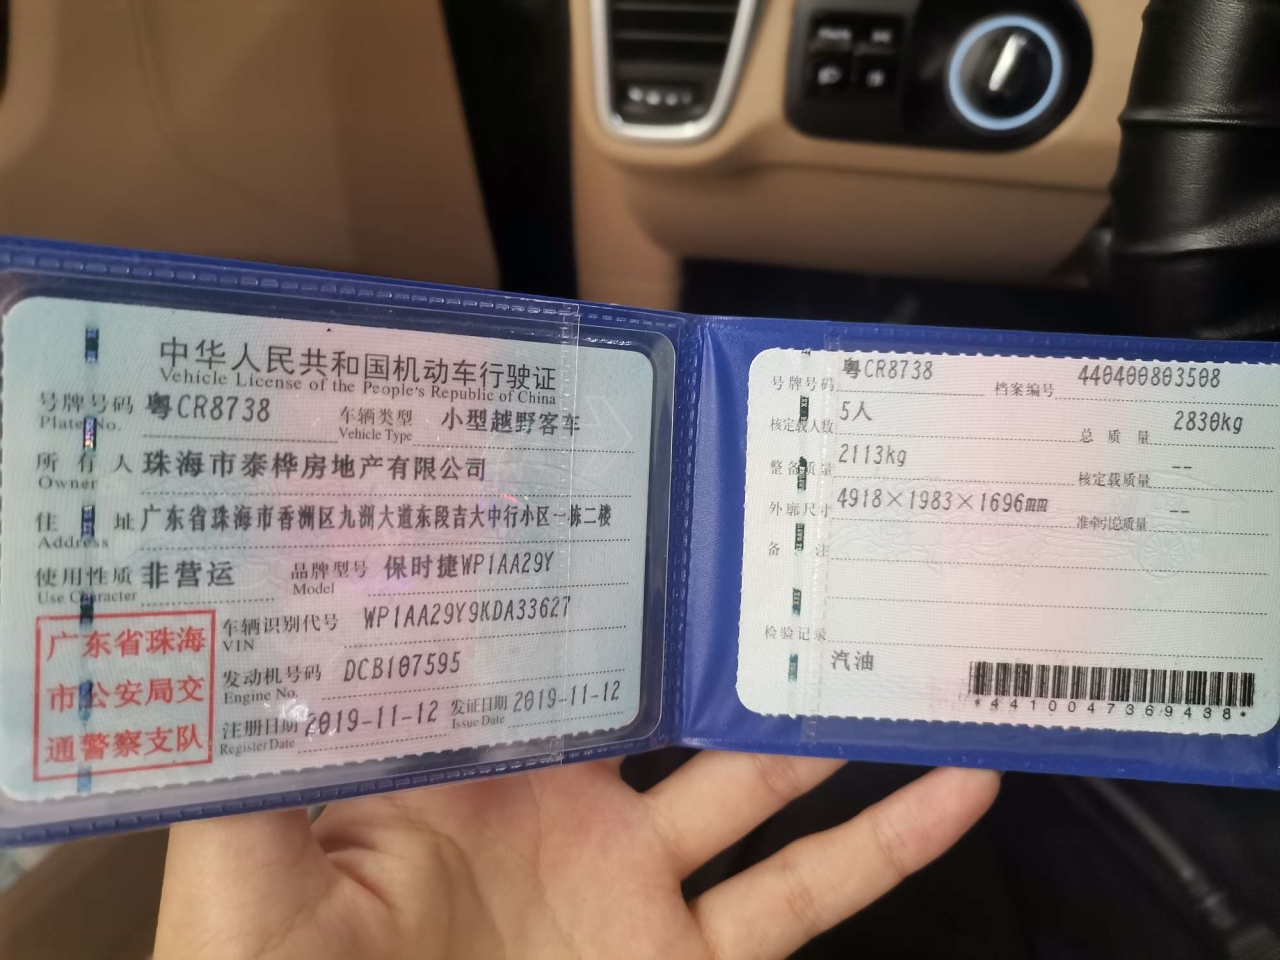 中华人民共和国机动车行驶证
Vehicle License of the People's Republic of China
号牌号码 粤CR8738 车辆类型 小型越野客车
Plate No. Vehicle Type
所有人 珠海市泰桦房地产有限公司
Owner
住址 广东省珠海市香洲区九洲大道东段吉大中行小区一栋二楼
Address
使用性质 非营运 品牌型号 保时捷WP1AA29Y
Use Character Model
广东省珠海
市公安局交
通警察支队
车辆识别代号 WP1AA29Y9KDA33627
VIN
发动机号码 DCB107595
Engine No.
注册日期 2019-11-12 发证日期 2019-11-12
Register Date Issue Date
号牌号码 粤CR8738 档案编号 440400803508
核定载人数 5人 总质量 2830kg
整备质量 2113kg 核定载质量 --
外廓尺寸 4918×1983×1696mm 准牵引总质量 --
备注
检验记录
汽油
*4410047369438*